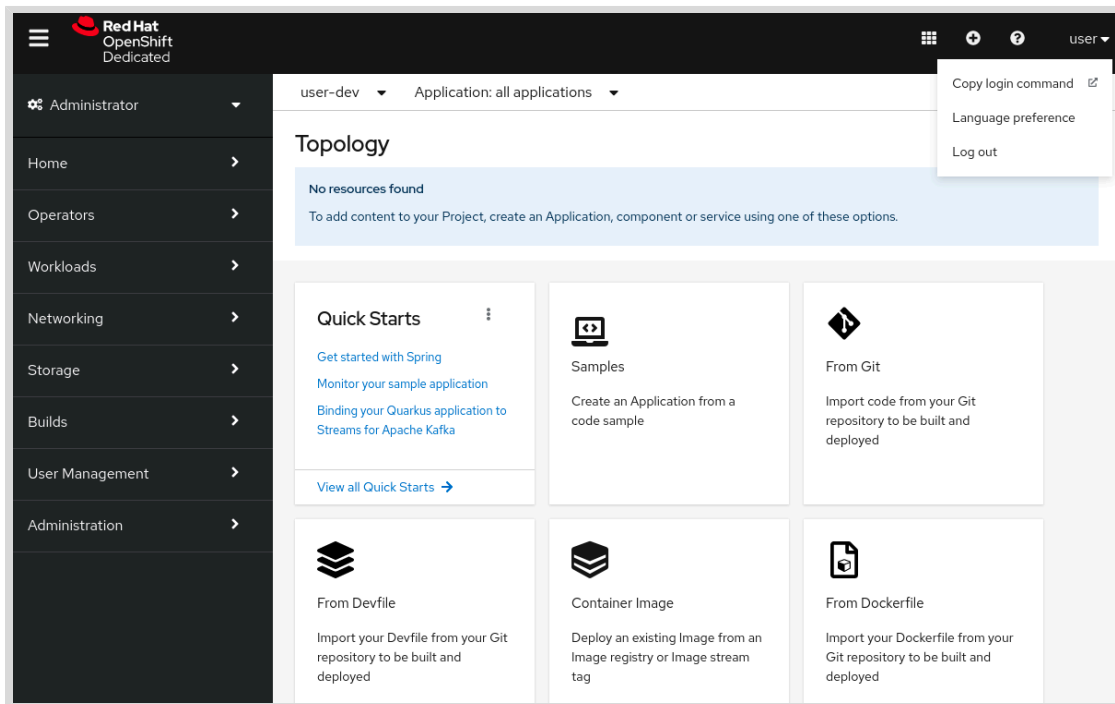 Red Hat
OpenShift
Dedicated
user
Copy login command
Language preference
Log out
Administrator
Home
Operators
Workloads
Networking
Storage
Builds
User Management
Administration
user-dev Application: all applications
Topology
No resources found
To add content to your Project, create an Application, component or service using one of these options.
Quick Starts
Get started with Spring
Monitor your sample application
Binding your Quarkus application to
Streams for Apache Kafka
View all Quick Starts
Samples
Create an Application from a
code sample
From Git
Import code from your Git
repository to be built and
deployed
From Devfile
Import your Devfile from your Git
repository to be built and
deployed
Container Image
Deploy an existing Image from an
Image registry or Image stream
tag
From Dockerfile
Import your Dockerfile from your
Git repository to be built and
deployed